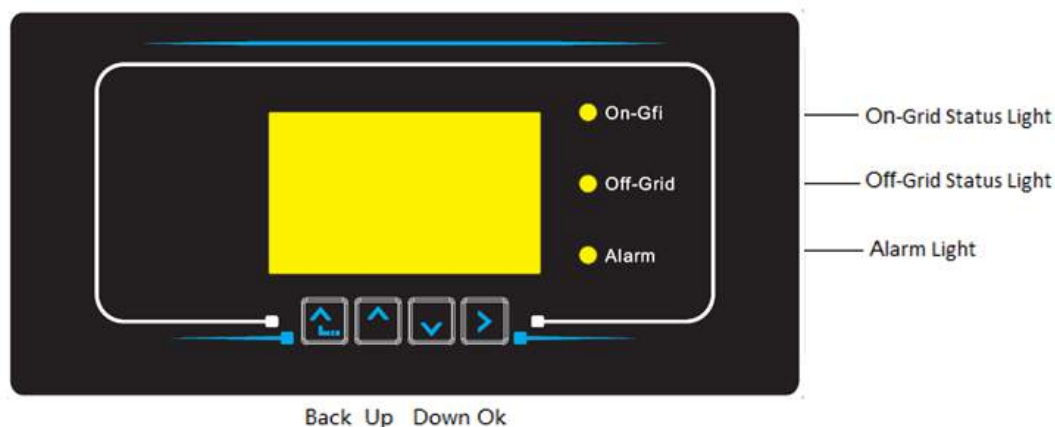 On-Gfi
Off-Grid
Alarm
On-Grid Status Light
Off-Grid Status Light
Alarm Light
Back Up Down Ok